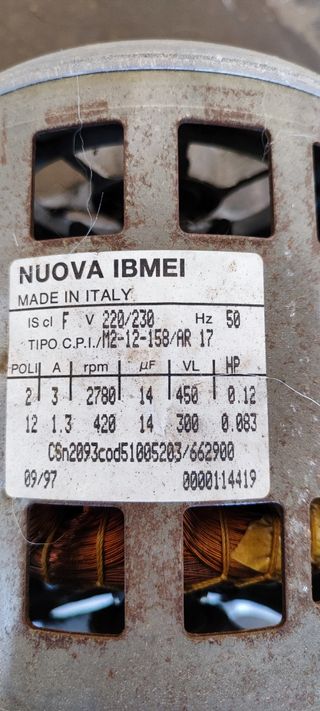 NUOVA IBMEI
MADE IN ITALY
IS cl F V 220/230 Hz 50
TIPO C.P.I./M2-12-158/AR 17
POLI A rpm µF VL HP
2 3 2780 14 450 0.12
12 1.3 420 14 300 0.083
CSn2093cod51005203/662900
09/97 0000114419